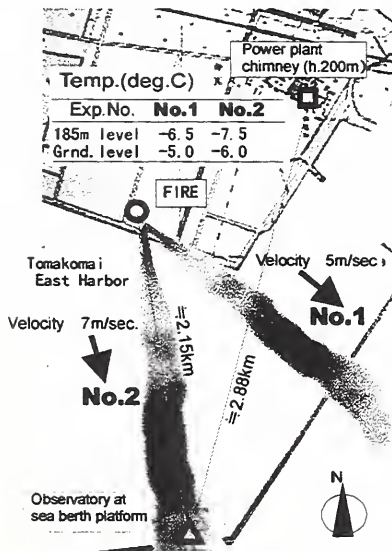 Power plant
chimney (h.200m)
Temp.(deg.C)
Exp.No. No.1 No.2
185m level -6.5 -7.5
Grnd. level -5.0 -6.0
FIRE
Tomakomai
East Harbor
Velocity 5m/sec.
No.1
Velocity 7m/sec.
No.2
≒2.15km
≒2.88km
N
Observatory at
sea berth platform